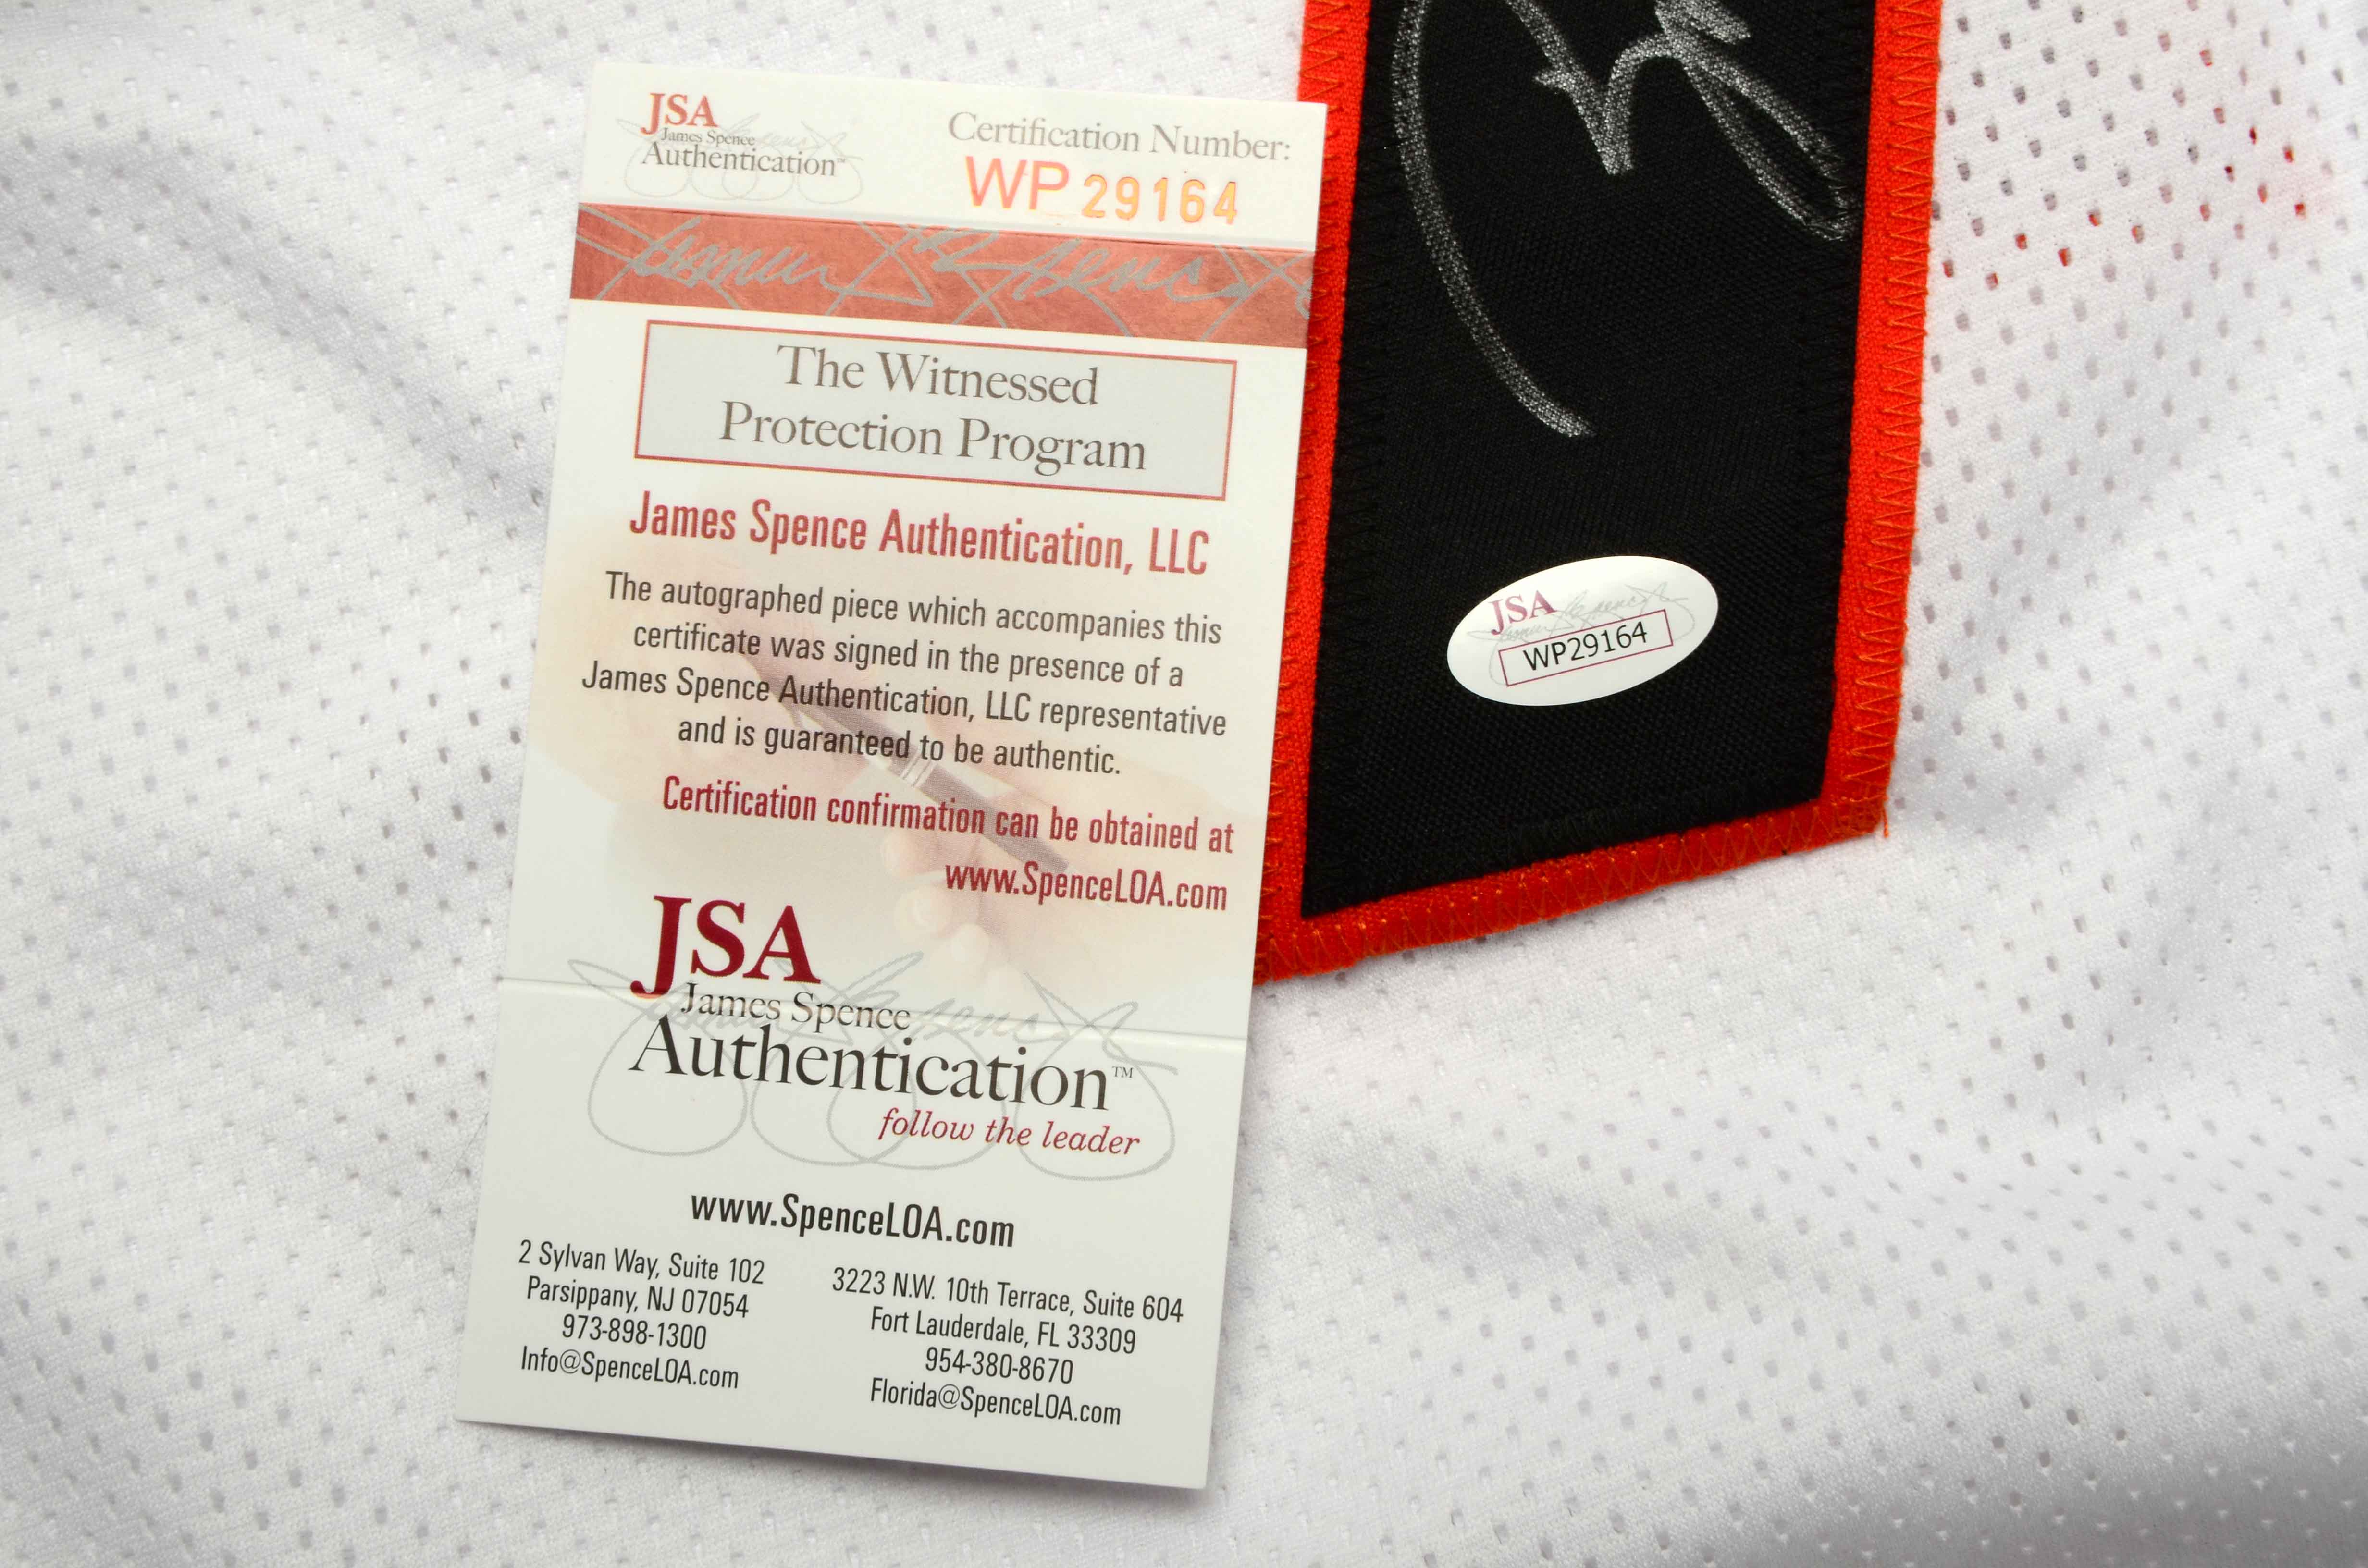 JSA
James Spence
Authentication™
Certification Number:
WP 29164
The Witnessed
Protection Program
James Spence Authentication, LLC
The autographed piece which accompanies this
certificate was signed in the presence of a
James Spence Authentication, LLC representative
and is guaranteed to be authentic.
Certification confirmation can be obtained at
www.SpenceLOA.com
JSA
James Spence
Authentication™
follow the leader
www.SpenceLOA.com
2 Sylvan Way, Suite 102
Parsippany, NJ 07054
973-898-1300
Info@SpenceLOA.com
3223 N.W. 10th Terrace, Suite 604
Fort Lauderdale, FL 33309
954-380-8670
Florida@SpenceLOA.com
JSA
WP29164